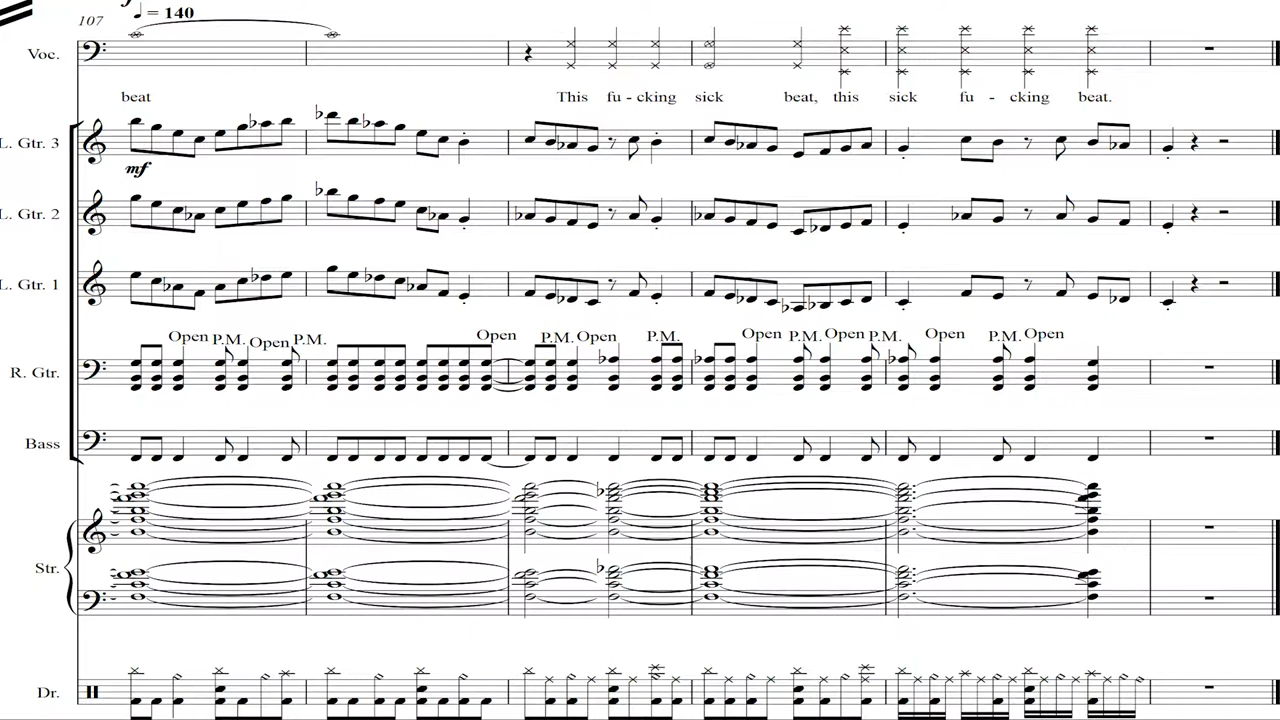 ♩ = 140
107
Voc.
beat This fu - cking sick beat, this sick fu - cking beat.
L. Gtr. 3
mf
L. Gtr. 2
L. Gtr. 1
Open P.M. Open P.M. Open P.M. Open P.M. Open P.M. Open P.M. Open P.M. Open
R. Gtr.
Bass
Str.
Dr.